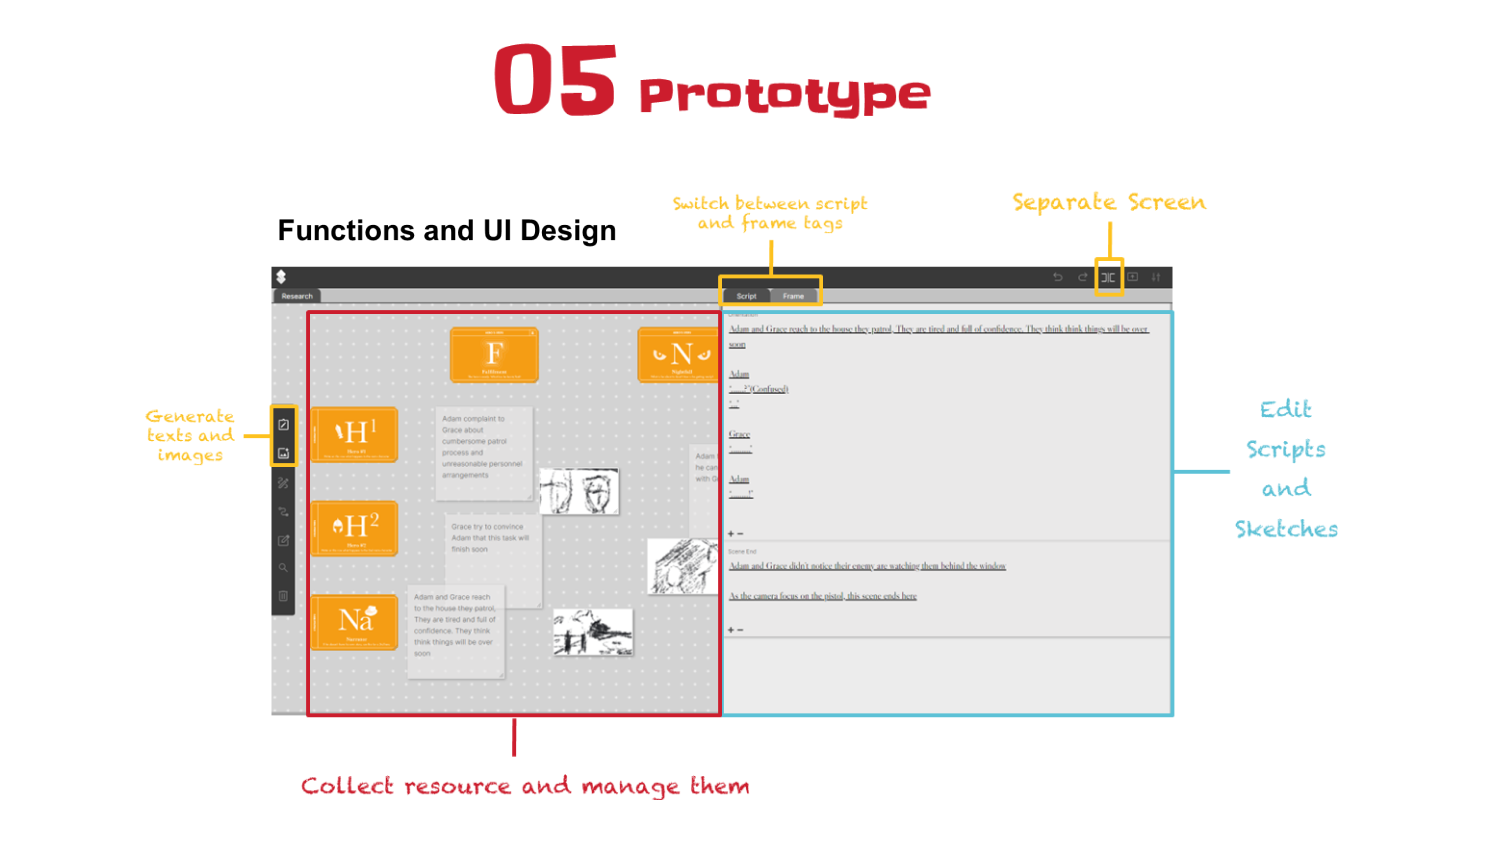 05 Prototype
Functions and UI Design
Switch between script
and frame tags
Separate Screen
Research
Script
Frame
Generate
texts and
images
F
N
Nightfall
H1
Hero #1
H2
Hero #2
Na
Narrator
Adam complaint to
Grace about
cumbersome patrol
process and
unreasonable personnel
arrangements
Grace try to convince
Adam that this task will
finish soon
Adam and Grace reach
to the house they patrol,
They are tired and full of
confidence. They think
think things will be over
soon
Adam
he can
with G
Orientation
Adam and Grace reach to the house they patrol, They are tired and full of confidence. They think think things will be over
soon
Adam
"......?"(Confused)
"..."
Grace
"........"
Adam
"........!"
Scene End
Adam and Grace didn't notice their enemy are watching them behind the window
As the camera focus on the pistol, this scene ends here
Edit
Scripts
and
Sketches
Collect resource and manage them